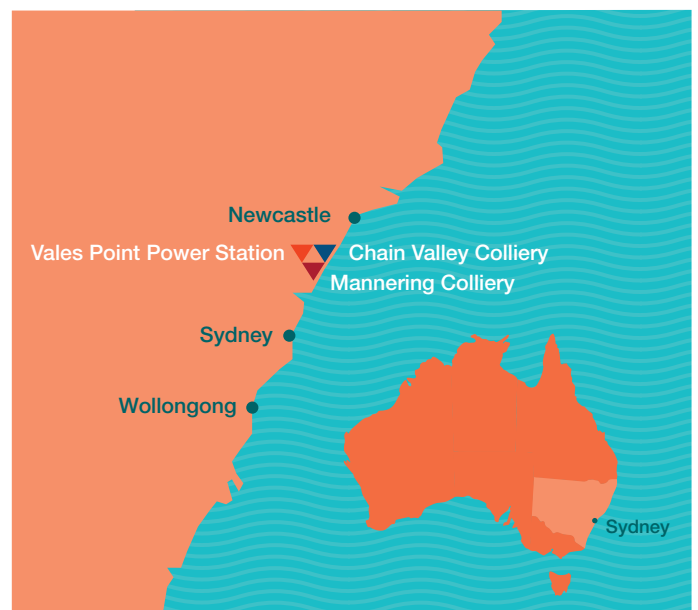 Newcastle
Vales Point Power Station
Chain Valley Colliery
Mannering Colliery
Sydney
Wollongong
Sydney